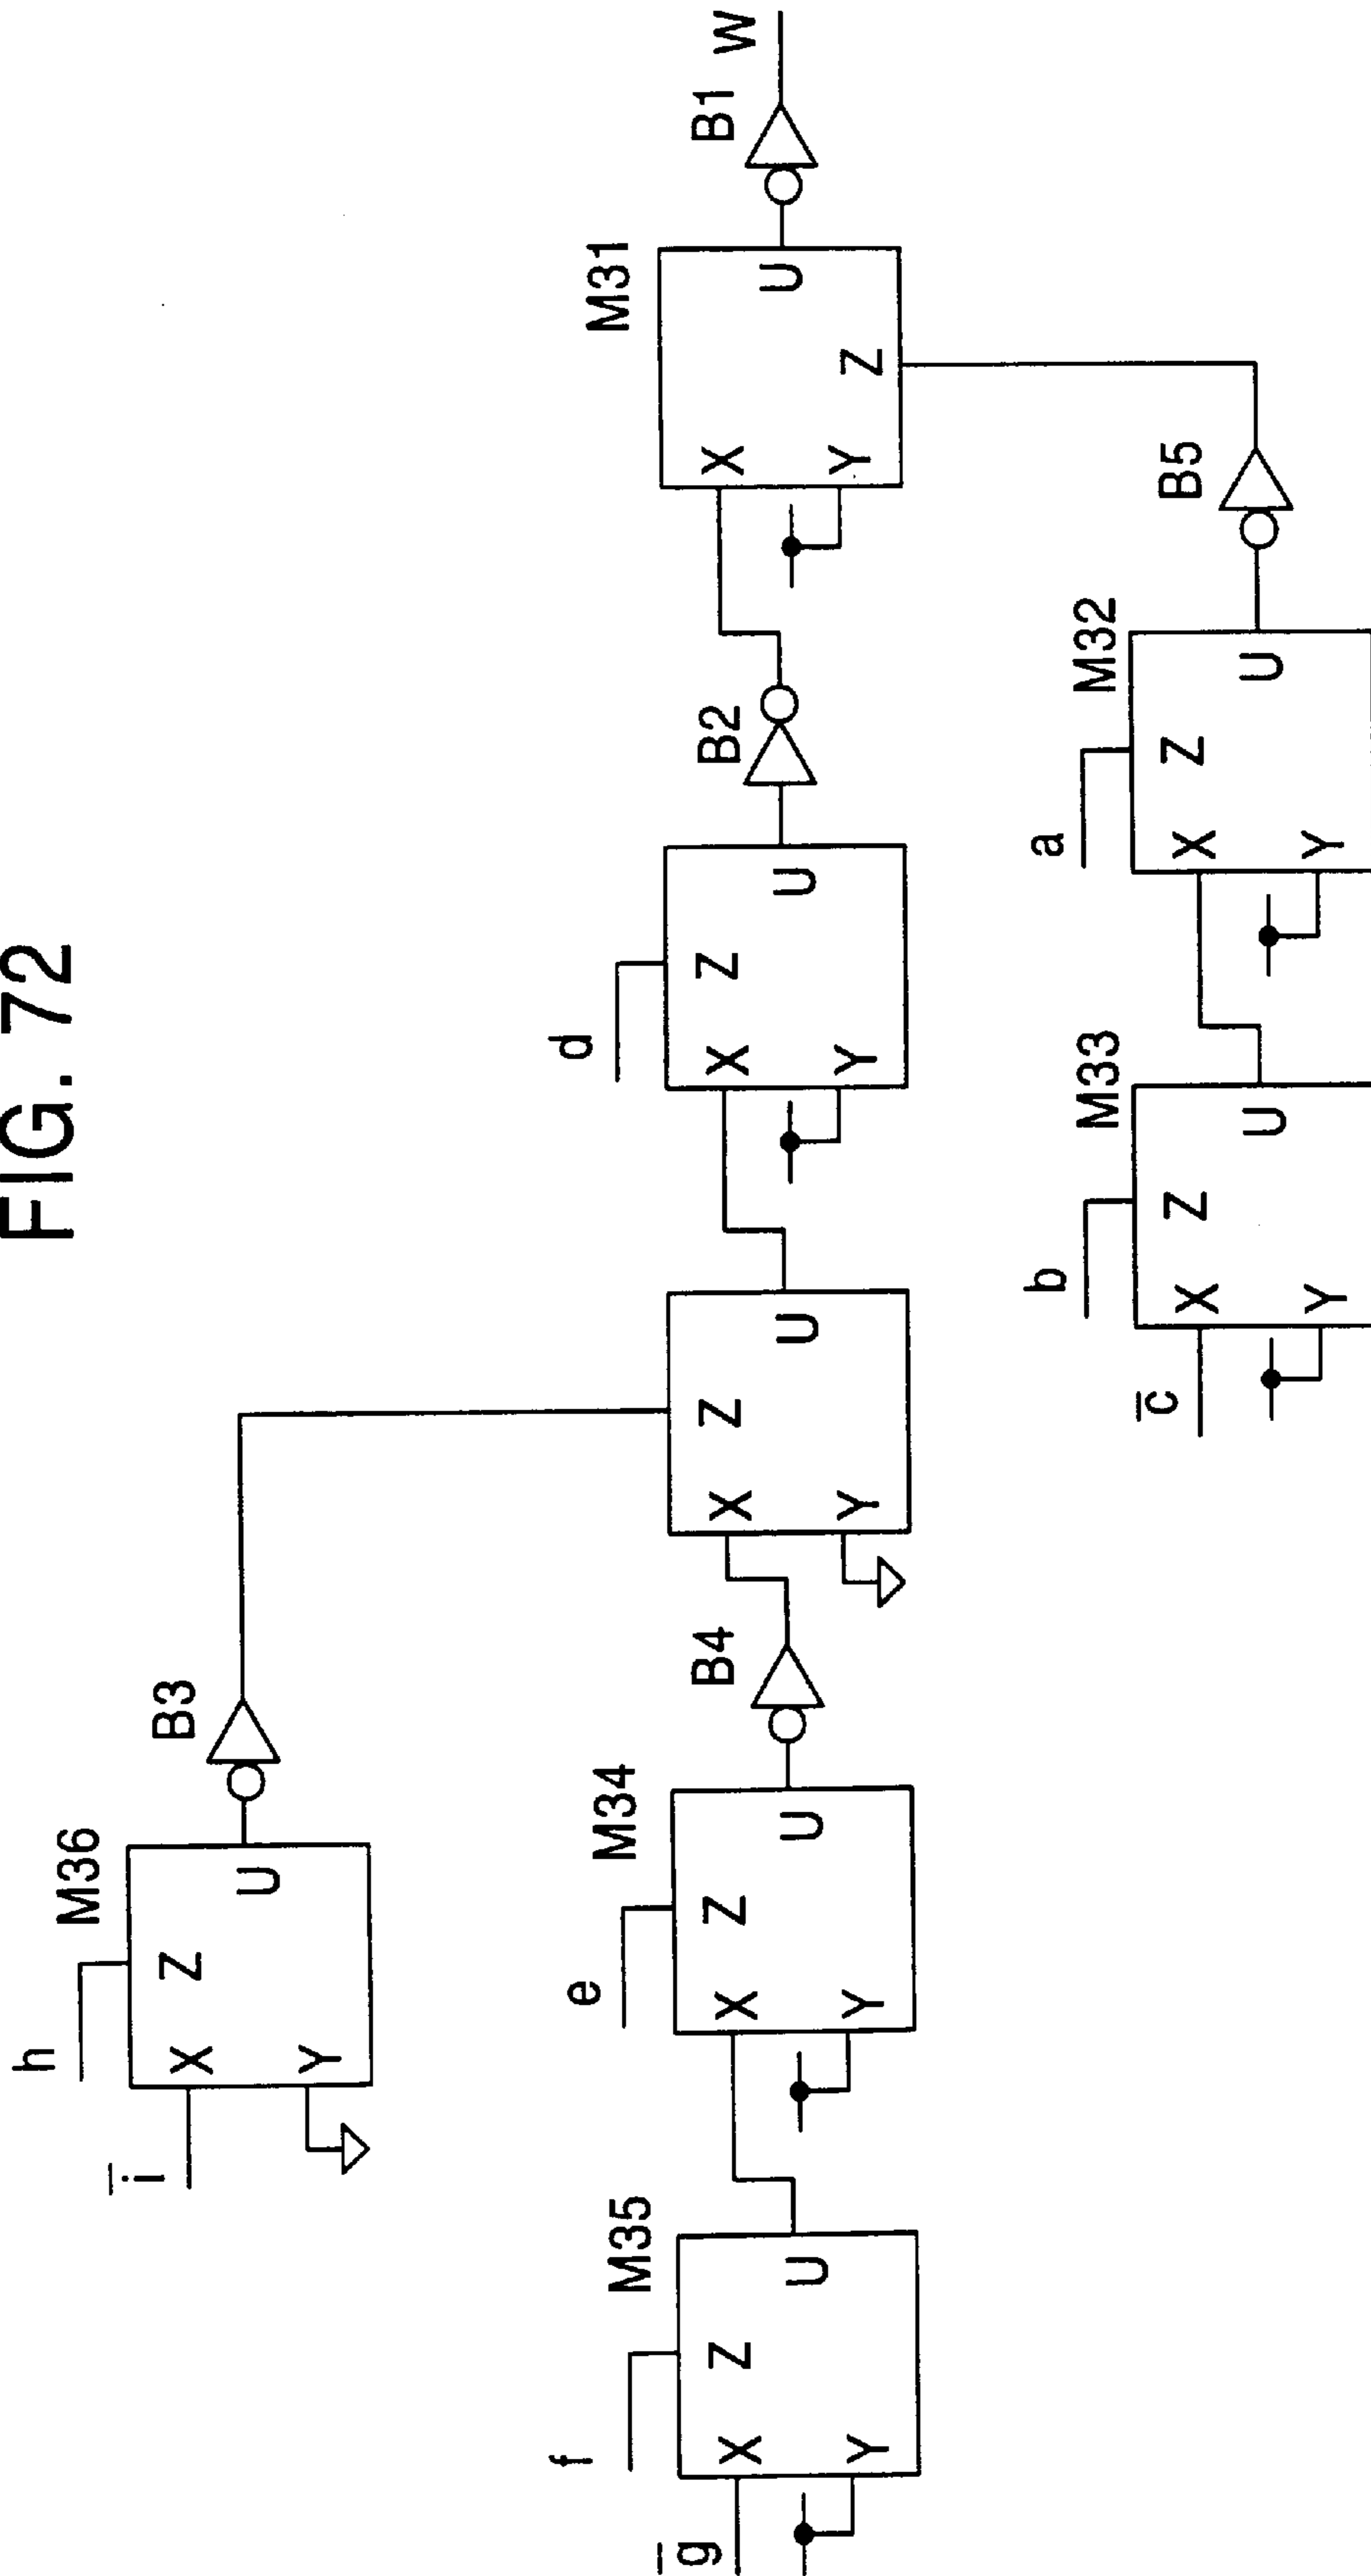 FIG. 72
h
M36
B3
i̅
X
Z
Y
U
f
M35
g̅
X
Z
Y
U
e
M34
X
Z
Y
U
B4
X
Z
Y
U
d
X
Z
Y
U
B2
M31
X
Y
Z
U
B1
W
b
M33
c̅
X
Z
Y
U
a
M32
X
Z
Y
U
B5